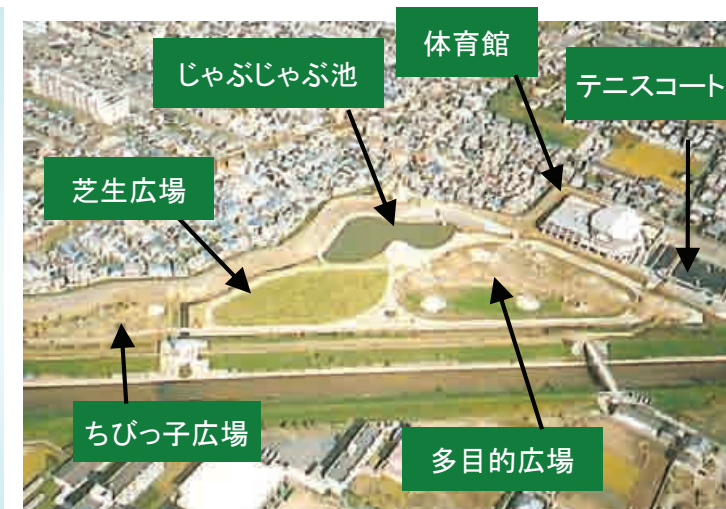 体育館
じゃぶじゃぶ池
テニスコート
芝生広場
ちびっ子広場
多目的広場